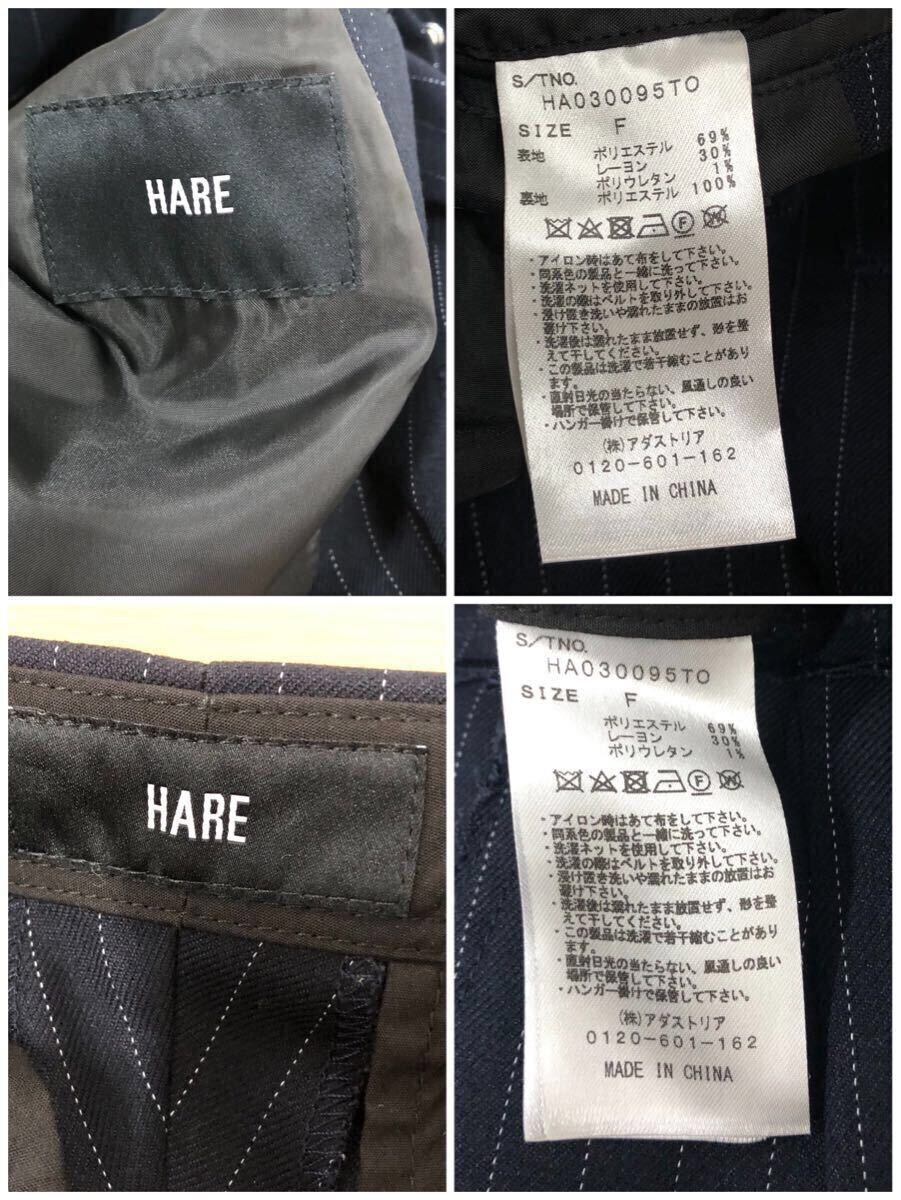 HARE
S/TNO.
HA030095TO
SIZE F
表地 ポリエステル 69%
レーヨン 30%
ポリウレタン 1%
裏地 ポリエステル 100%
・アイロン時はあて布をして下さい。
・同系色の製品と一緒に洗って下さい。
・洗濯ネットを使用して下さい。
・洗濯の際はベルトを取り外して下さい。
・浸け置き洗いや濡れたままの放置はお
避け下さい。
・洗濯後は濡れたまま放置せず、形を整
えて干してください。
・この製品は洗濯で若干縮むことがあり
ます。
・直射日光の当たらない、風通しの良い
場所で保管して下さい。
・ハンガー掛けで保管して下さい。
(株)アダストリア
0120-601-162
MADE IN CHINA
HARE
S/TNO.
HA030095TO
SIZE F
ポリエステル 69%
レーヨン 30%
ポリウレタン 1%
・アイロン時はあて布をして下さい。
・同系色の製品と一緒に洗って下さい。
・洗濯ネットを使用して下さい。
・洗濯の際はベルトを取り外して下さい。
・浸け置き洗いや濡れたままの放置はお
避け下さい。
・洗濯後は濡れたまま放置せず、形を整
えて干してください。
・この製品は洗濯で若干縮むことがあり
ます。
・直射日光の当たらない、風通しの良い
場所で保管して下さい。
・ハンガー掛けで保管して下さい。
(株)アダストリア
0120-601-162
MADE IN CHINA